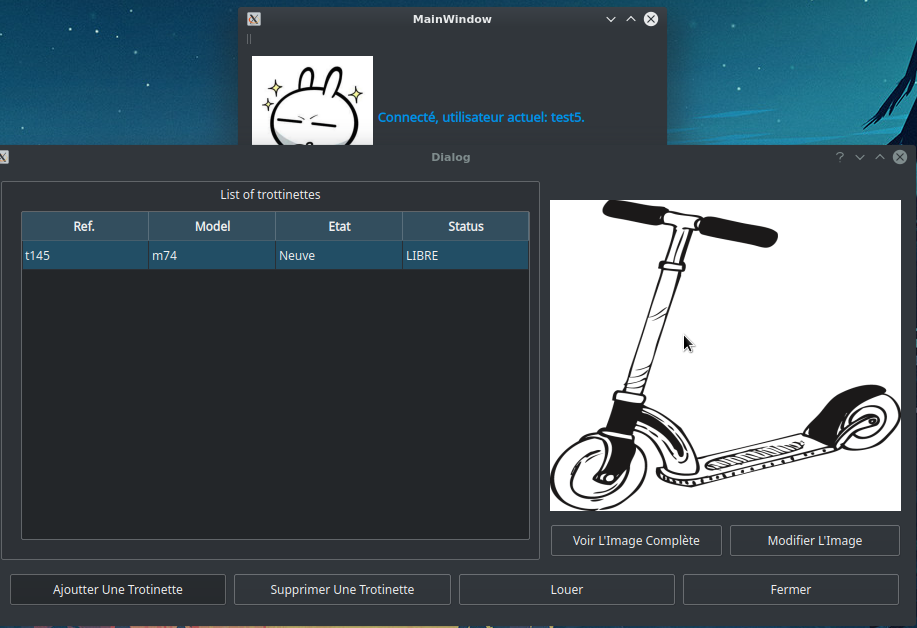 MainWindow
Connecté, utilisateur actuel: test5.
Dialog
List of trottinettes
Ref. Model Etat Status
t145 m74 Neuve LIBRE
Voir L'Image Complète Modifier L'Image
Ajoutter Une Trotinette Supprimer Une Trotinette Louer Fermer